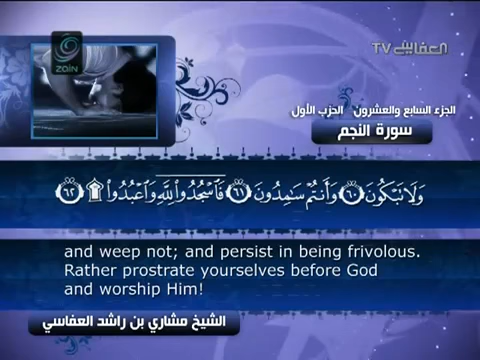 zain
العفاسي TV
الجزء السابع والعشرون الحزب الأول
سورة النجم
وَلَا تَبْكُونَ ٦٠ وَأَنتُمْ سَٰمِدُونَ ٦١ فَٱسْجُدُوا۟ لِلَّهِ وَٱعْبُدُوا۟ ۩ ٦٢
and weep not; and persist in being frivolous.
Rather prostrate yourselves before God
and worship Him!
الشيخ مشاري بن راشد العفاسي